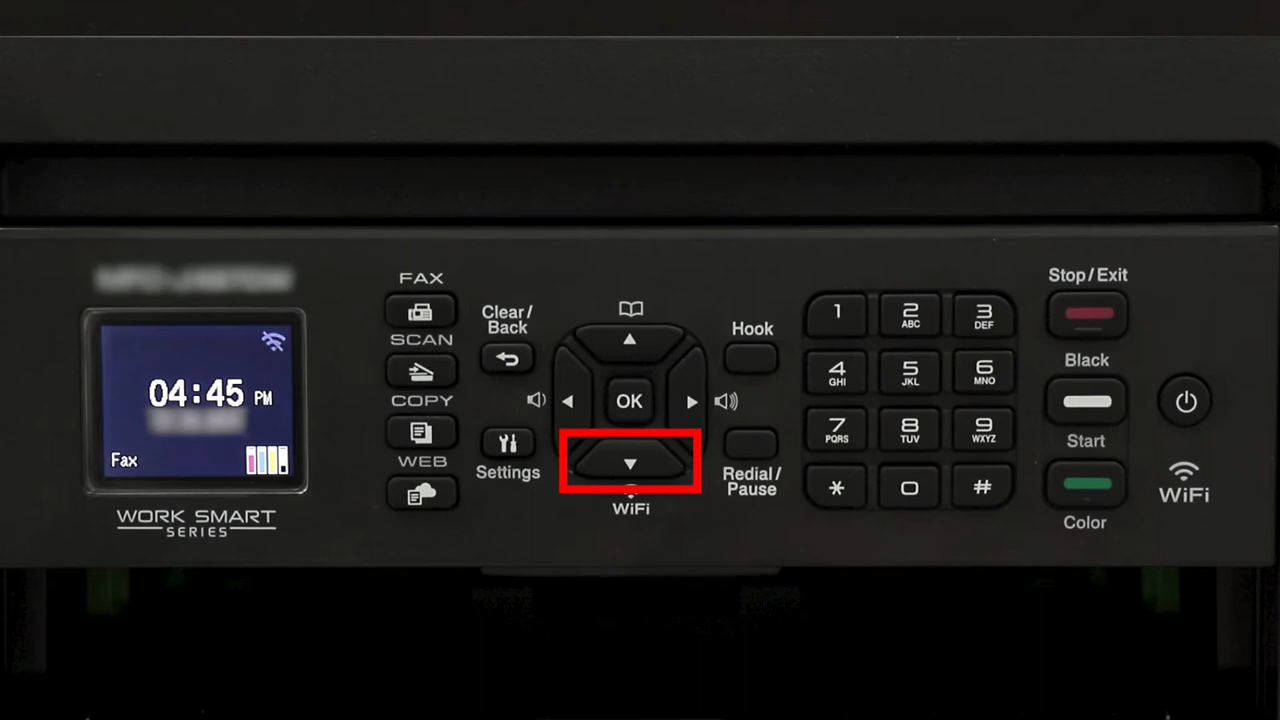 04:45 PM
Fax
WORK SMART
SERIES
FAX
SCAN
COPY
WEB
Clear/
Back
Settings
OK
WiFi
Hook
Redial/
Pause
1
2
ABC
3
DEF
4
GHI
5
JKL
6
MNO
7
PQRS
8
TUV
9
WXYZ
*
0
#
Stop/Exit
Black
Start
Color
WiFi